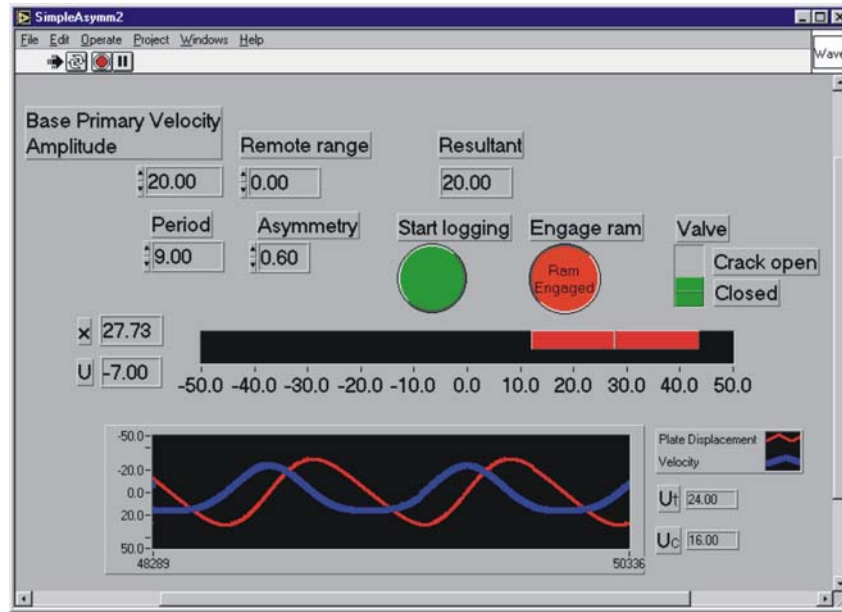 SimpleAsymm2
File Edit Operate Project Windows Help
Wave
Base Primary Velocity
Amplitude
Remote range
Resultant
20.00
0.00
20.00
Period
Asymmetry
Start logging
Engage ram
Valve
9.00
0.60
Ram
Engaged
Crack open
Closed
x 27.73
U -7.00
-50.0 -40.0 -30.0 -20.0 -10.0 0.0 10.0 20.0 30.0 40.0 50.0
-50.0
-20.0
0.0
20.0
50.0
48289
50336
Plate Displacement
Velocity
Ut 24.00
Uc 16.00